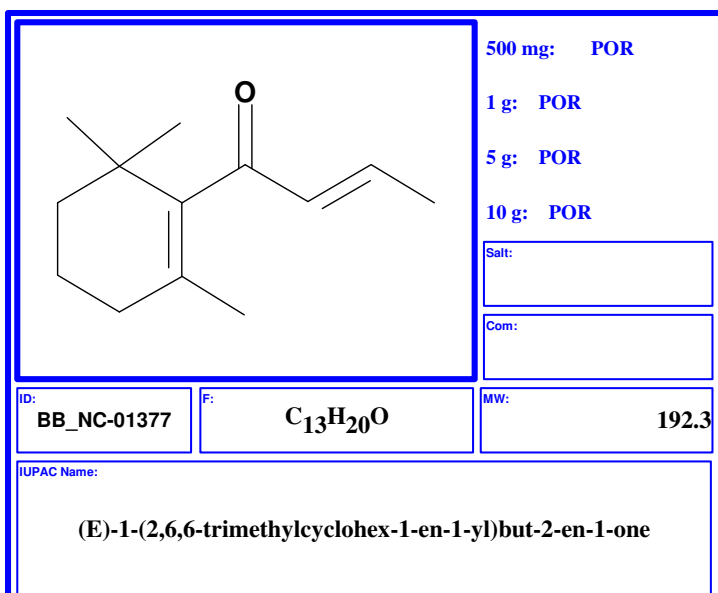 O
500 mg: POR
1 g: POR
5 g: POR
10 g: POR
Salt:
Com:
ID:
BB_NC-01377
F:
C13H20O
MW:
192.3
IUPAC Name:
(E)-1-(2,6,6-trimethylcyclohex-1-en-1-yl)but-2-en-1-one